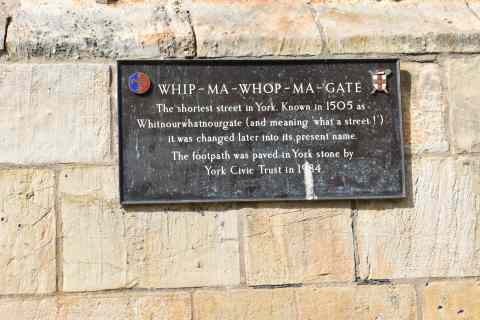 WHIP-MA-WHOP-MA-GATE
The shortest street in York. Known in 1505 as
Whitnourwhatnourgate (and meaning 'what a street!')
it was changed later into its present name.
The footpath was paved in York stone by
York Civic Trust in 1984